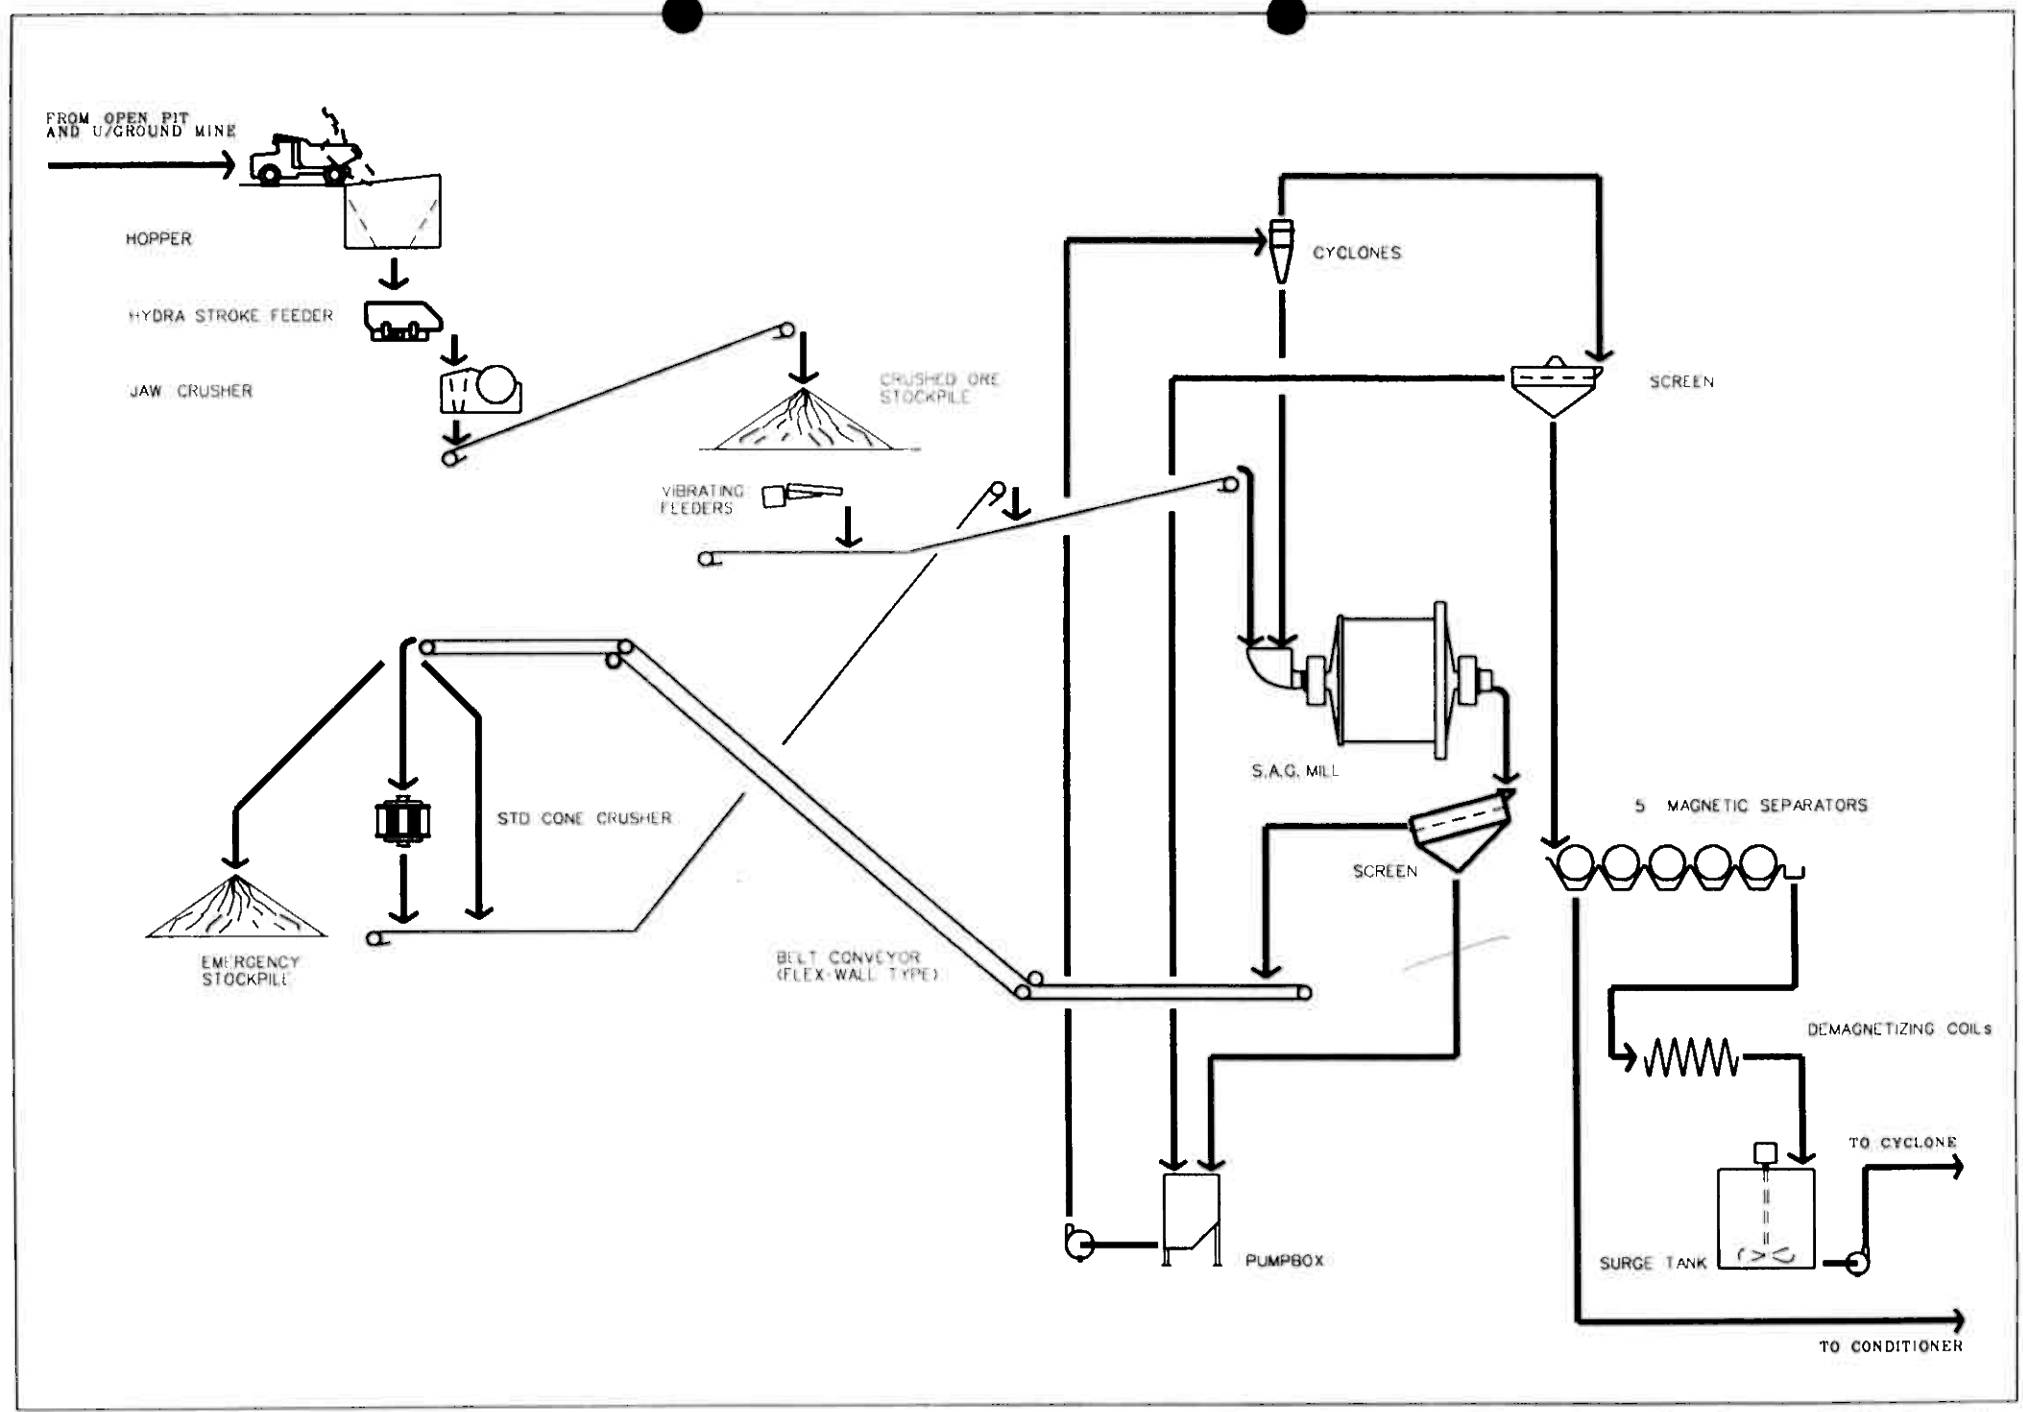 FROM OPEN PIT
AND U/GROUND MINE
HOPPER
HYDRA STROKE FEEDER
JAW CRUSHER
CRUSHED ORE
STOCKPILE
CYCLONES
SCREEN
VIBRATING
FEEDERS
S.A.G. MILL
5 MAGNETIC SEPARATORS
STD CONE CRUSHER
SCREEN
EMERGENCY
STOCKPILE
BELT CONVEYOR
(FLEX-WALL TYPE)
DEMAGNETIZING COILs
TO CYCLONE
PUMPBOX
SURGE TANK
TO CONDITIONER